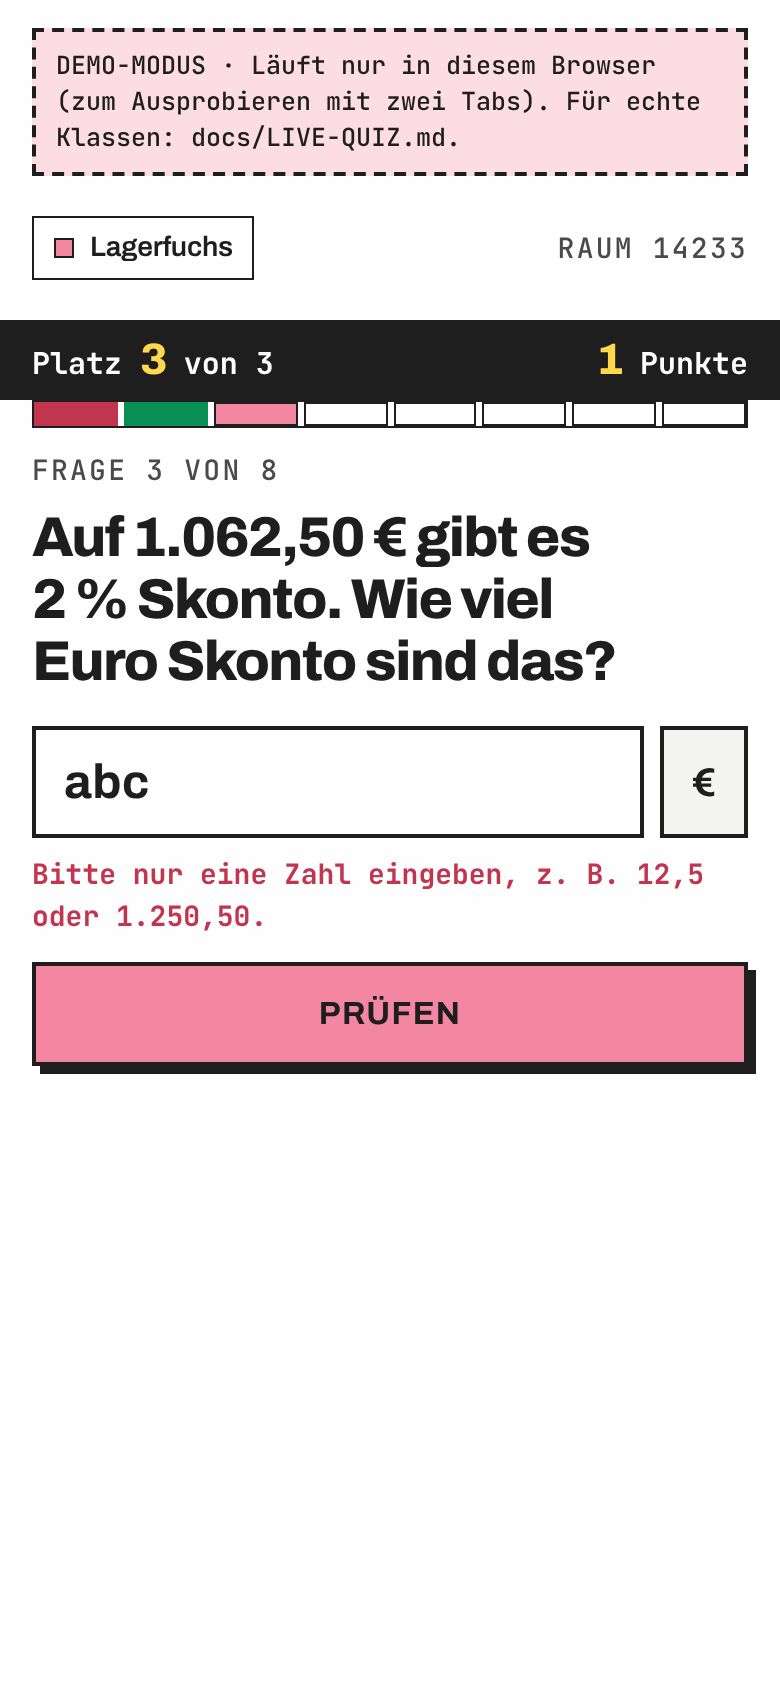 DEMO-MODUS · Läuft nur in diesem Browser
(zum Ausprobieren mit zwei Tabs). Für echte
Klassen: docs/LIVE-QUIZ.md.
Lagerfuchs
RAUM 14233
Platz 3 von 3
1 Punkte
FRAGE 3 VON 8
Auf 1.062,50 € gibt es
2 % Skonto. Wie viel
Euro Skonto sind das?
abc
€
Bitte nur eine Zahl eingeben, z. B. 12,5
oder 1.250,50.
PRÜFEN